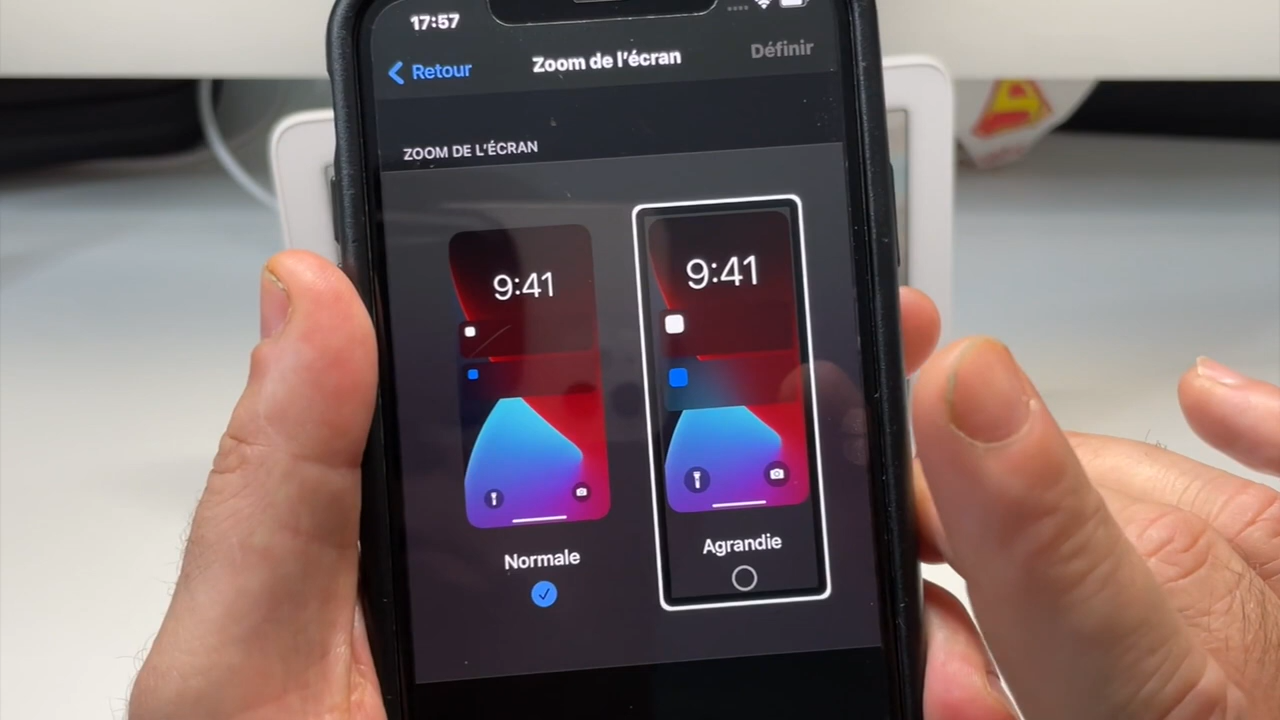 17:57
Retour
Zoom de l'écran
Définir
ZOOM DE L'ÉCRAN
9:41
9:41
Normale
Agrandie